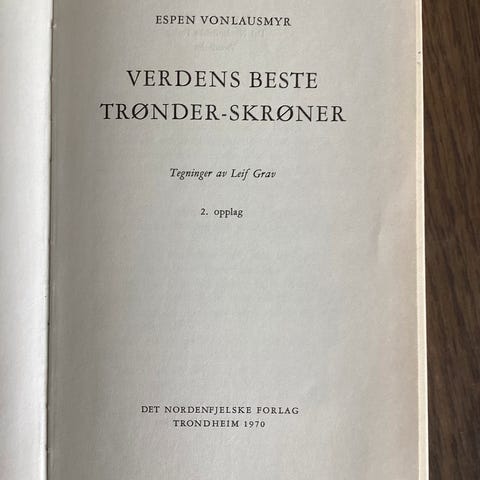 ESPEN VONLAUSMYR
VERDENS BESTE
TRØNDER-SKRØNER
Tegninger av Leif Grav
2. opplag
DET NORDENFJELSKE FORLAG
TRONDHEIM 1970